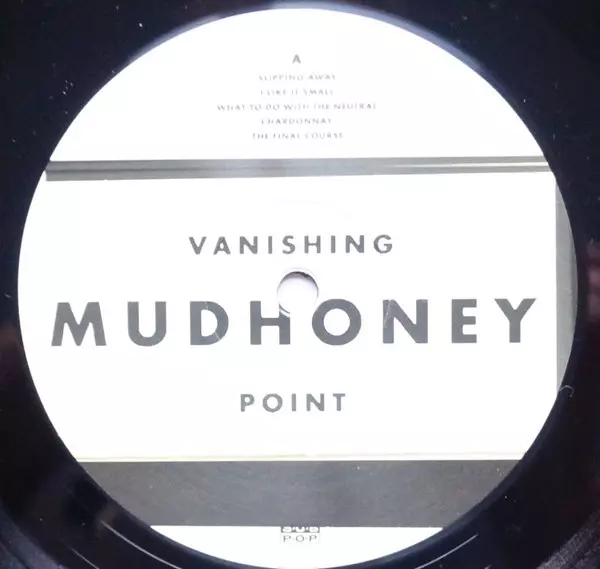 A
SLIPPING AWAY
I LIKE IT SMALL
WHAT TO DO WITH THE NEUTRAL
CHARDONNAY
THE FINAL COURSE
VANISHING
MUDHONEY
POINT
SUB
POP